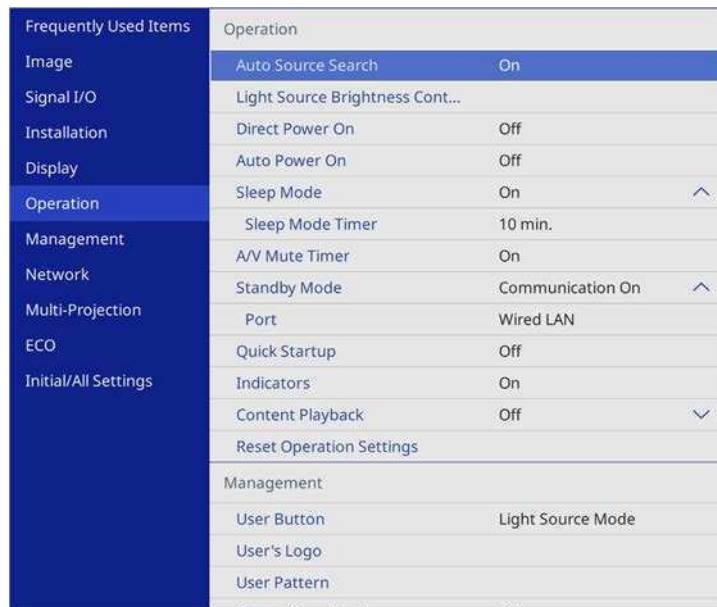 Frequently Used Items
Image
Signal I/O
Installation
Display
Operation
Management
Network
Multi-Projection
ECO
Initial/All Settings
Operation
Auto Source Search On
Light Source Brightness Cont...
Direct Power On Off
Auto Power On Off
Sleep Mode On
Sleep Mode Timer 10 min.
A/V Mute Timer On
Standby Mode Communication On
Port Wired LAN
Quick Startup Off
Indicators On
Content Playback Off
Reset Operation Settings
Management
User Button Light Source Mode
User's Logo
User Pattern